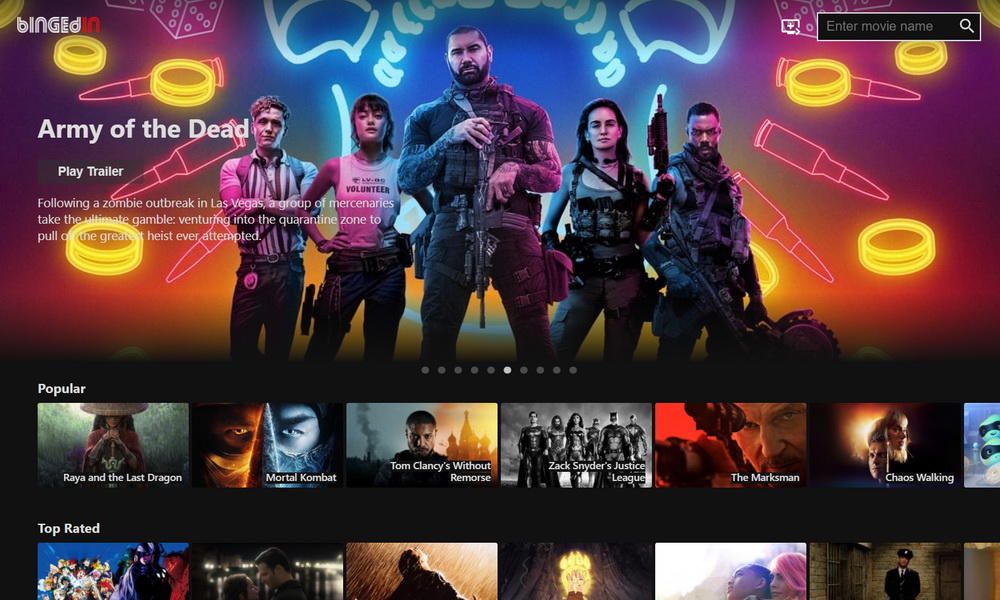 bINGEdIN
Enter movie name
Army of the Dead
Play Trailer
LV-QC
VOLUNTEER
Following a zombie outbreak in Las Vegas, a group of mercenaries
take the ultimate gamble: venturing into the quarantine zone to
pull off the greatest heist ever attempted.
Popular
Raya and the Last Dragon
Mortal Kombat
Tom Clancy's Without
Remorse
Zack Snyder's Justice
League
The Marksman
Chaos Walking
Top Rated